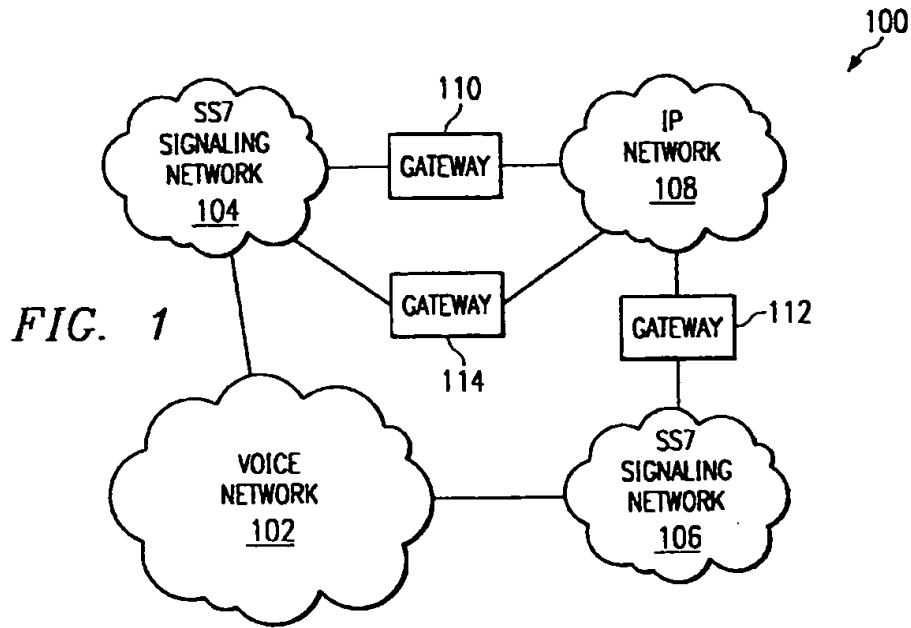 100
110
SS7
SIGNALING
NETWORK
104
GATEWAY
IP
NETWORK
108
GATEWAY
114
GATEWAY
112
FIG. 1
VOICE
NETWORK
102
SS7
SIGNALING
NETWORK
106